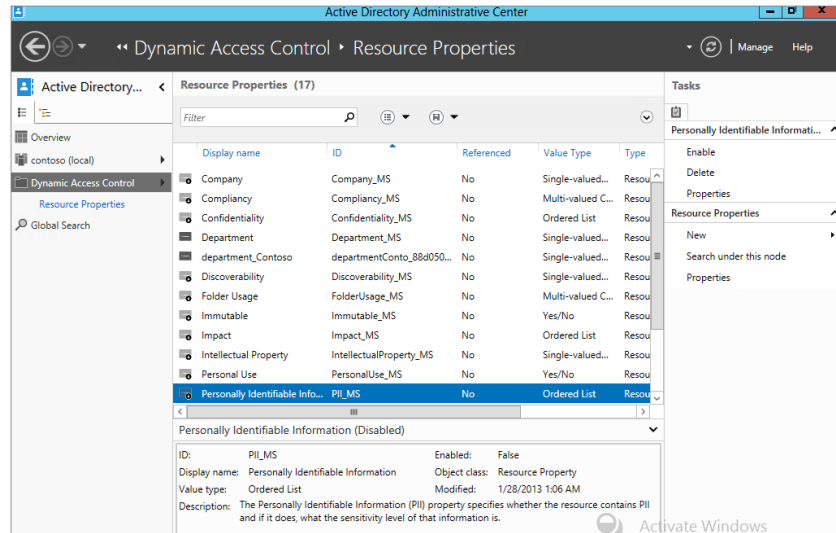 Active Directory Administrative Center
Dynamic Access Control • Resource Properties
Manage Help
Active Directory...
Overview
contoso (local)
Dynamic Access Control
Resource Properties
Global Search
Resource Properties (17)
Filter
Display name ID Referenced Value Type Type
Company Company_MS No Single-valued... Resou
Compliancy Compliancy_MS No Multi-valued C... Resou
Confidentiality Confidentiality_MS No Ordered List Resou
Department Department_MS No Single-valued... Resou
department_Contoso departmentConto_88d050... No Single-valued... Resou
Discoverability Discoverability_MS No Single-valued... Resou
Folder Usage FolderUsage_MS No Multi-valued C... Resou
Immutable Immutable_MS No Yes/No Resou
Impact Impact_MS No Ordered List Resou
Intellectual Property IntellectualProperty_MS No Single-valued... Resou
Personal Use PersonalUse_MS No Yes/No Resou
Personally Identifiable Info... PII_MS No Ordered List Resou
Personally Identifiable Information (Disabled)
ID: PII_MS Enabled: False
Display name: Personally Identifiable Information Object class: Resource Property
Value type: Ordered List Modified: 1/28/2013 1:06 AM
Description: The Personally Identifiable Information (PII) property specifies whether the resource contains PII
and if it does, what the sensitivity level of that information is.
Tasks
Personally Identifiable Informati...
Enable
Delete
Properties
Resource Properties
New
Search under this node
Properties
Activate Windows